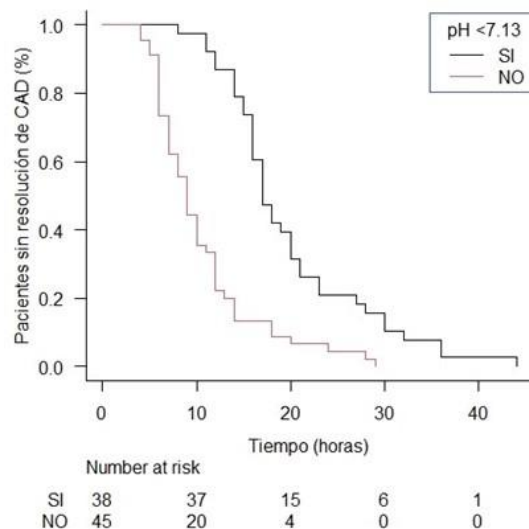 pH <7.13
SI
NO
Pacientes sin resolución de CAD (%)
1.0
0.8
0.6
0.4
0.2
0.0
0 10 20 30 40
Tiempo (horas)
Number at risk
SI 38 37 15 6 1
NO 45 20 4 0 0